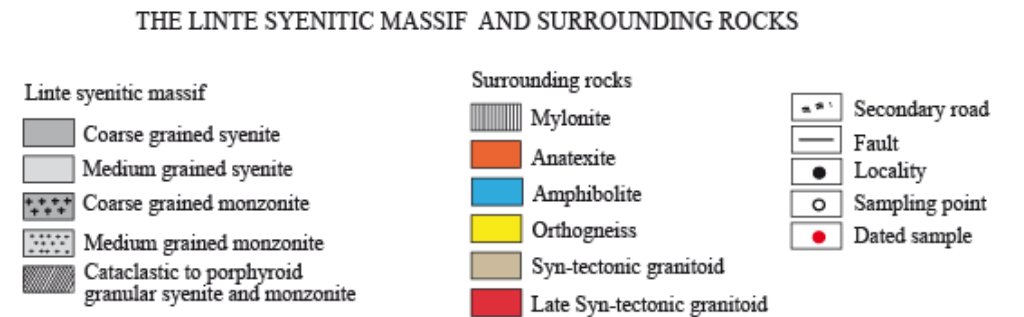 THE LINTE SYENITIC MASSIF AND SURROUNDING ROCKS
Linte syenitic massif
Coarse grained syenite
Medium grained syenite
Coarse grained monzonite
Medium grained monzonite
Cataclastic to porphyroid
granular syenite and monzonite
Surrounding rocks
Mylonite
Anatexite
Amphibolite
Orthogneiss
Syn-tectonic granitoid
Late Syn-tectonic granitoid
Secondary road
Fault
Locality
Sampling point
Dated sample